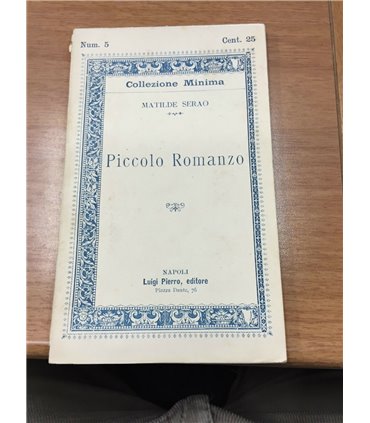 Num. 5 Cent. 25
Collezione Minima
MATILDE SERAO
Piccolo Romanzo
NAPOLI
Luigi Pierro, editore
Piazza Dante, 76